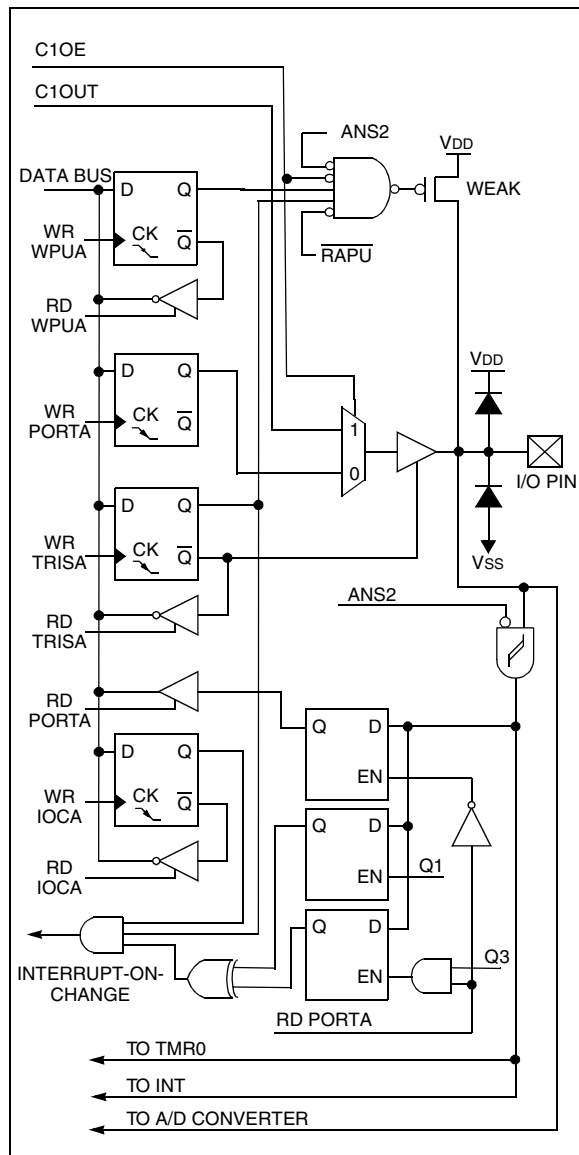 C1OE
C1OUT
ANS2
VDD
DATA BUS
D Q
WEAK
WR
WPUA
CK
Q
RAPU
RD
WPUA
D Q
VDD
WR
PORTA
CK
Q
1
0
I/O PIN
D Q
WR
TRISA
CK
Q
VSS
ANS2
RD
TRISA
RD
PORTA
Q D
D Q
EN
WR
IOCA
CK
Q
Q D
RD
IOCA
EN
Q1
Q D
INTERRUPT-ON-
CHANGE
EN
Q3
RD PORTA
TO TMR0
TO INT
TO A/D CONVERTER